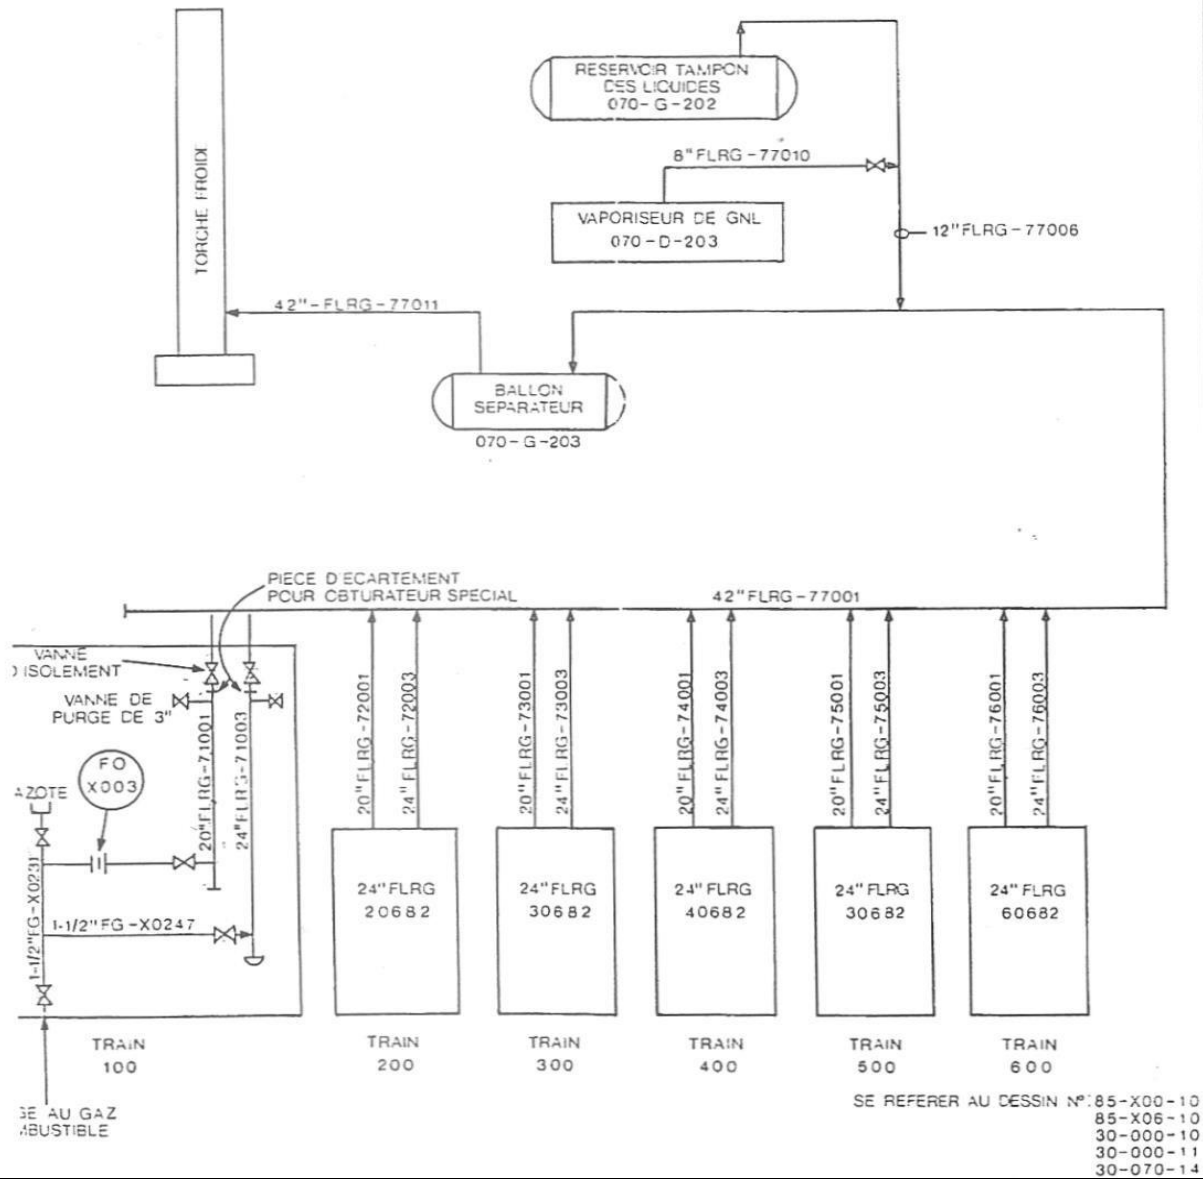 TORCHE FROIDE
RESERVOIR TAMPON
DES LIQUIDES
070-G-202
8"FLRG-77010
VAPORISEUR DE GNL
070-D-203
12"FLRG-77006
42"-FLRG-77011
BALLON
SEPARATEUR
070-G-203
PIECE D'ECARTEMENT
POUR OBTURATEUR SPECIAL
42"FLRG-77001
VANNE
D'ISOLEMENT
VANNE DE
PURGE DE 3"
FO
X003
AZOTE
20"FLRG-71001
24"FLRG-71003
1-1/2"FG-X0231
1-1/2"FG-X0247
20"FLRG-72001
24"FLRG-72003
20"FLRG-73001
24"FLRG-73003
20"FLRG-74001
24"FLRG-74003
20"FLRG-75001
24"FLRG-75003
20"FLRG-76001
24"FLRG-76003
24"FLRG
20682
24"FLRG
30682
24"FLRG
40682
24"FLRG
30682
24"FLRG
60682
TRAIN
100
TRAIN
200
TRAIN
300
TRAIN
400
TRAIN
500
TRAIN
600
GE AU GAZ
MBUSTIBLE
SE REFERER AU DESSIN Nº:85-X00-10
85-X06-10
30-000-10
30-000-11
30-070-14